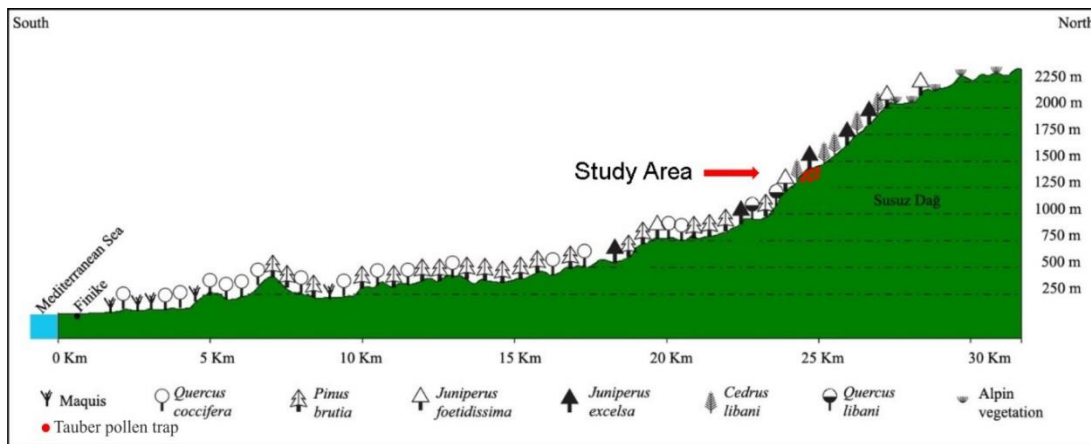 South
North
2250 m
2000 m
1750 m
1500 m
1250 m
1000 m
750 m
500 m
250 m
Study Area
Susuz Dağ
Mediterranean Sea
Finike
0 Km
5 Km
10 Km
15 Km
20 Km
25 Km
30 Km
Maquis
Quercus
coccifera
Pinus
brutia
Juniperus
foetidissima
Juniperus
excelsa
Cedrus
libani
Quercus
libani
Alpin
vegetation
Tauber pollen trap